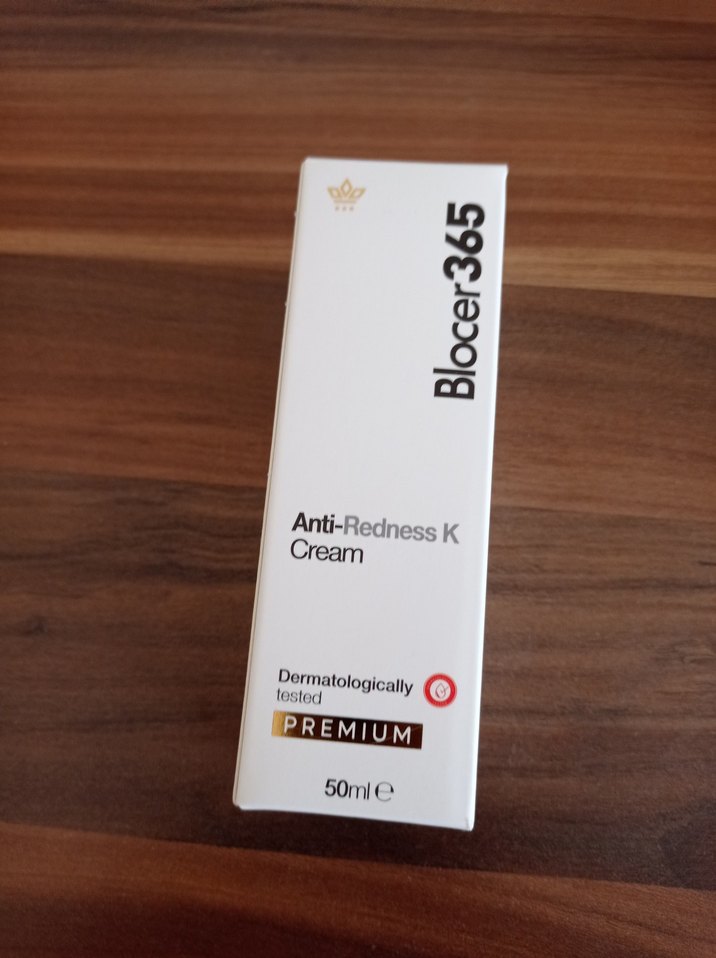 Blocer365
Anti-Redness K
Cream
Dermatologically
tested
PREMIUM
50ml ℮